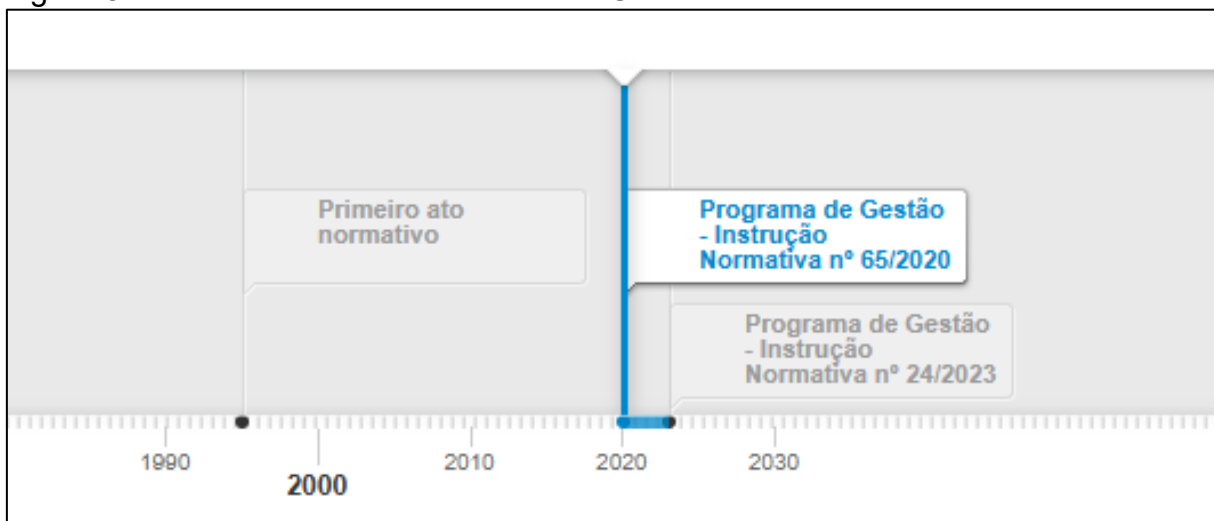 Primeiro ato
normativo
Programa de Gestão
- Instrução
Normativa nº 65/2020
Programa de Gestão
- Instrução
Normativa nº 24/2023
1990
2000
2010
2020
2030